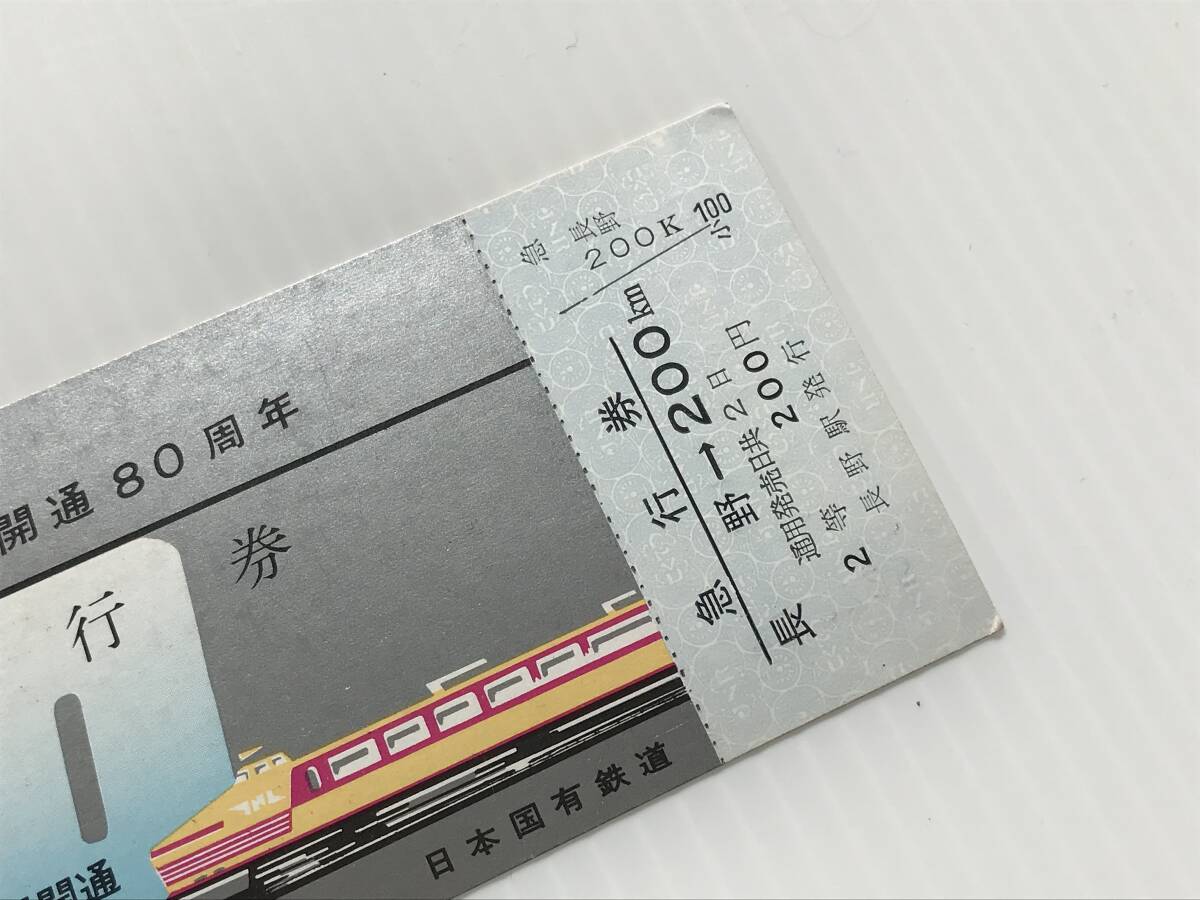 開通80周年
行
券
開通
日本国有鉄道
急 長野
200K
小 100
急行券
長野→200km
通用発売日共2日
2等 200円
長野駅発行